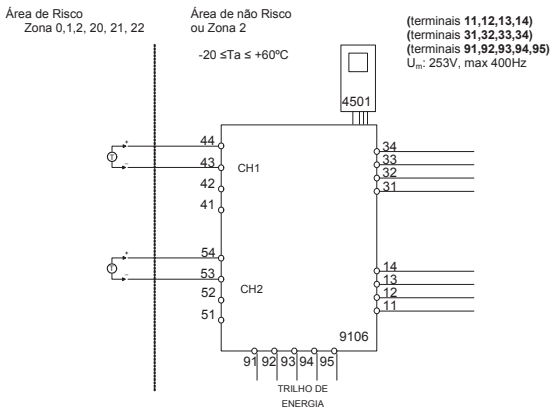 Área de Risco
Zona 0,1,2, 20, 21, 22
Área de não Risco
ou Zona 2
-20 ≤Ta ≤ +60ºC
(terminais 11,12,13,14)
(terminais 31,32,33,34)
(terminais 91,92,93,94,95)
Um: 253V, max 400Hz
4501
44
43
42
41
CH1
34
33
32
31
54
53
52
51
CH2
14
13
12
11
9106
91 92 93 94 95
TRILHO DE
ENERGIA